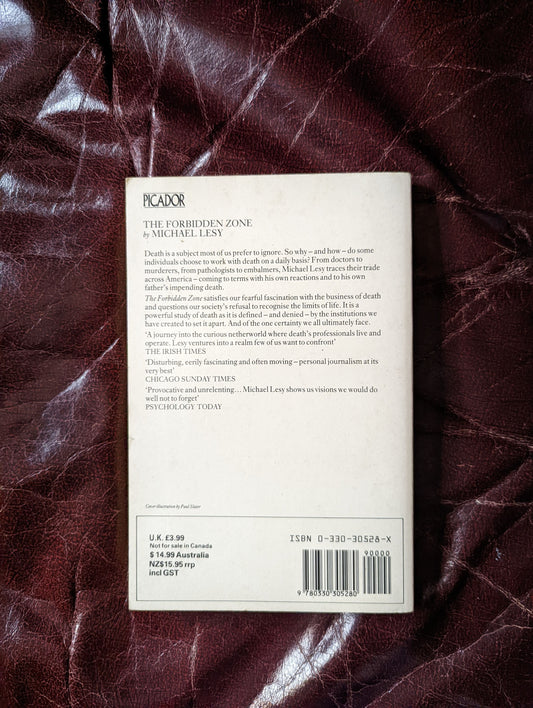 PICADOR
THE FORBIDDEN ZONE
by MICHAEL LESY
Death is a subject most of us prefer to ignore. So why – and how – do some
individuals choose to work with death on a daily basis? From doctors to
murderers, from pathologists to embalmers, Michael Lesy traces their trade
across America – coming to terms with his own reactions and to his own
father's impending death.
The Forbidden Zone satisfies our fearful fascination with the business of death
and questions our society's refusal to recognise the limits of life. It is a
powerful study of death as it is defined – and denied – by the institutions we
have created to set it apart. And of the one certainty we all ultimately face.
'A journey into the curious netherworld where death's professionals live and
operate. Lesy ventures into a realm few of us want to confront'
THE IRISH TIMES
'Disturbing, eerily fascinating and often moving – personal journalism at its
very best'
CHICAGO SUNDAY TIMES
'Provocative and unrelenting... Michael Lesy shows us visions we would do
well not to forget'
PSYCHOLOGY TODAY
Cover illustration by Paul Slater
U.K. £3.99
Not for sale in Canada
$ 14.99 Australia
NZ$15.95 rrp
incl GST
ISBN 0-330-30528-X
90000
9 780330 305280